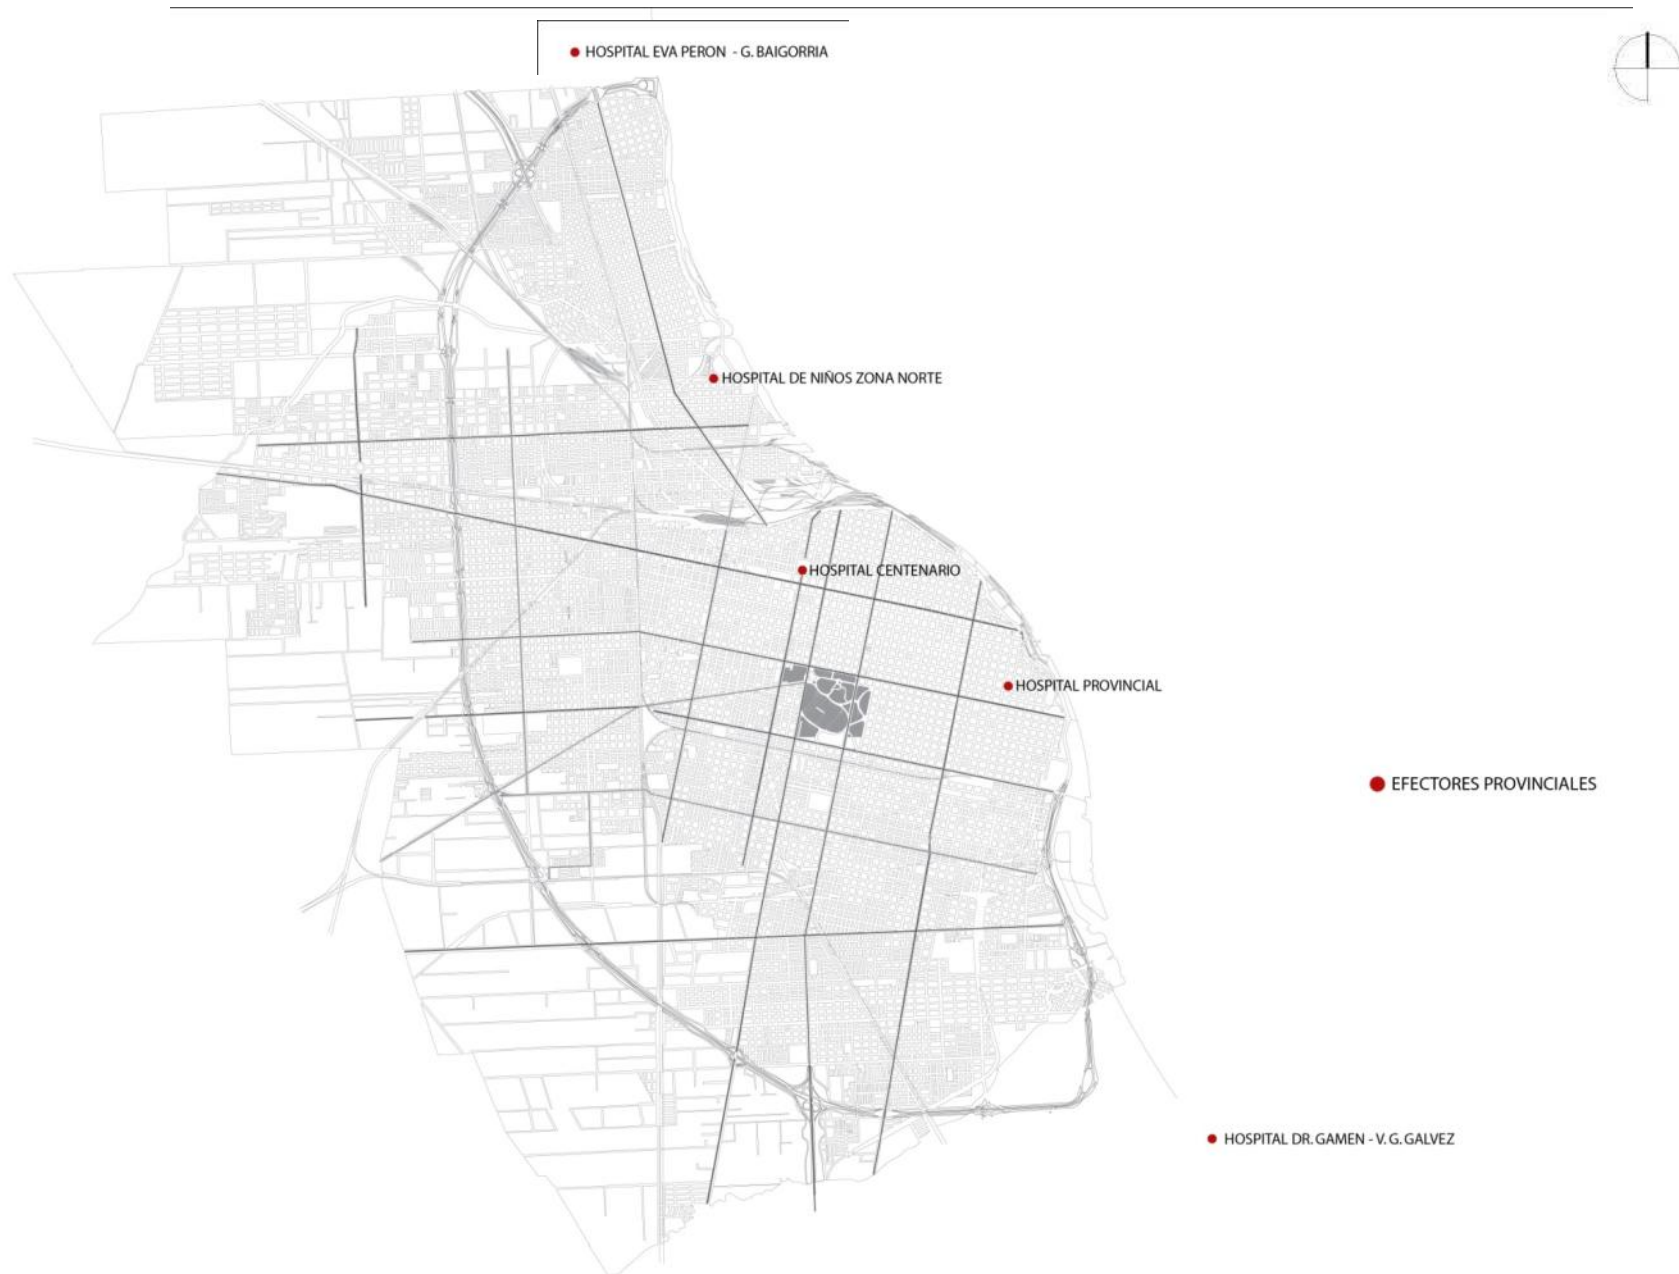 HOSPITAL EVA PERON - G. BAIGORRIA
HOSPITAL DE NIÑOS ZONA NORTE
HOSPITAL CENTENARIO
HOSPITAL PROVINCIAL
EFECTORES PROVINCIALES
HOSPITAL DR. GAMEN - V. G. GALVEZ